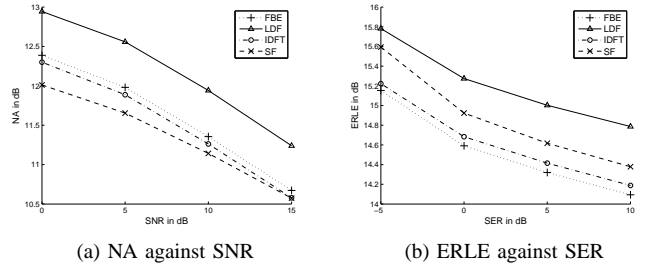 13
12.5
12
11.5
11
10.5
NA in dB
0
5
10
15
SNR in dB
FBE
LDF
IDFT
SF
(a) NA against SNR
16
15.8
15.6
15.4
15.2
15
14.8
14.6
14.4
14.2
14
ERLE in dB
−5
0
5
10
SER in dB
FBE
LDF
IDFT
SF
(b) ERLE against SER